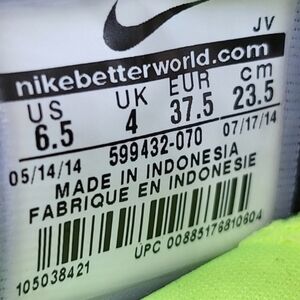 JV
nikebetterworld.com
US UK EUR cm
6.5 4 37.5 23.5
05/14/14 599432-070 07/17/14
MADE IN INDONESIA
FABRIQUE EN INDONESIE
105038421 UPC 00885176810604